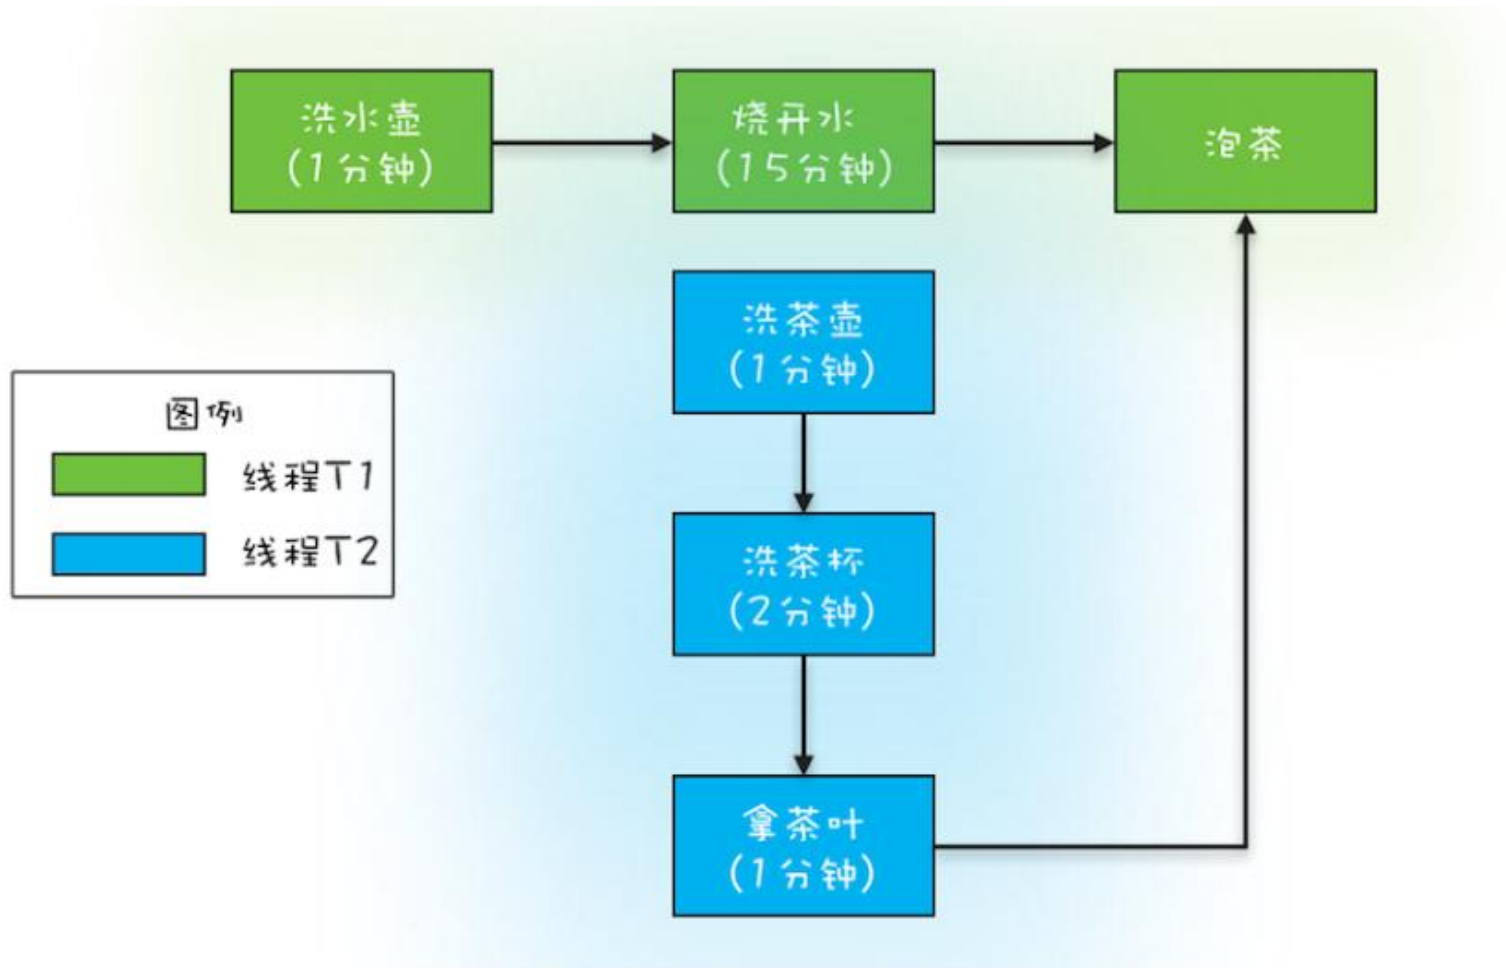 洗水壶
(1分钟)
烧开水
(15分钟)
泡茶
洗茶壶
(1分钟)
图例
线程T1
线程T2
洗茶杯
(2分钟)
拿茶叶
(1分钟)